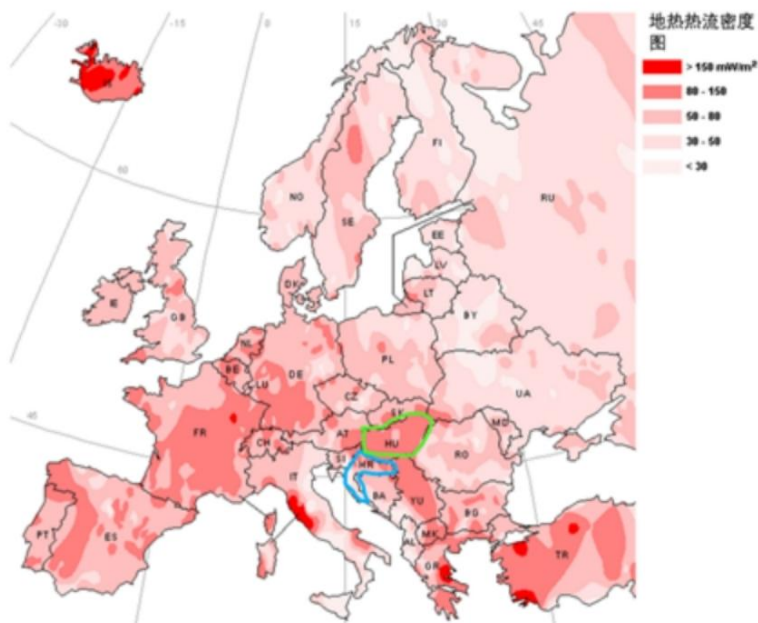 -30
-15
0
15
30
45
地热热流密度
图
> 150 mW/m²
80 - 150
50 - 80
30 - 50
< 30
60
FI
NO
SE
RU
EE
LV
LT
DK
IE
GB
BY
NL
PL
BE
DE
LU
CZ
UA
45
FR
SK
MD
AT
HU
CH
RO
SI
HR
IT
BA
YU
BG
PT
ES
AL
MK
GR
TR